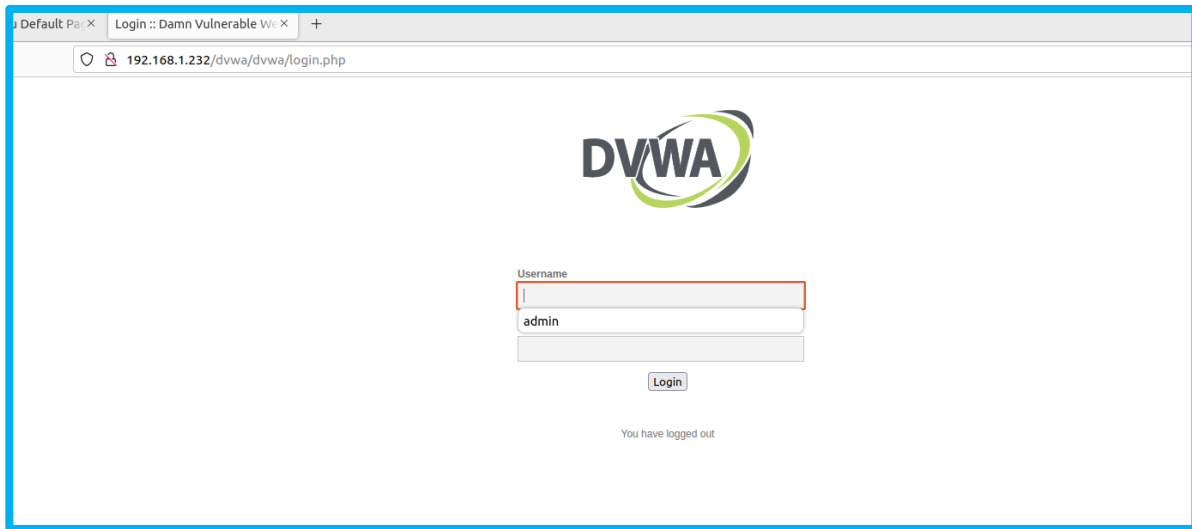 u Default Pag
Login :: Damn Vulnerable We
192.168.1.232/dvwa/dvwa/login.php
DVWA
Username
admin
Login
You have logged out